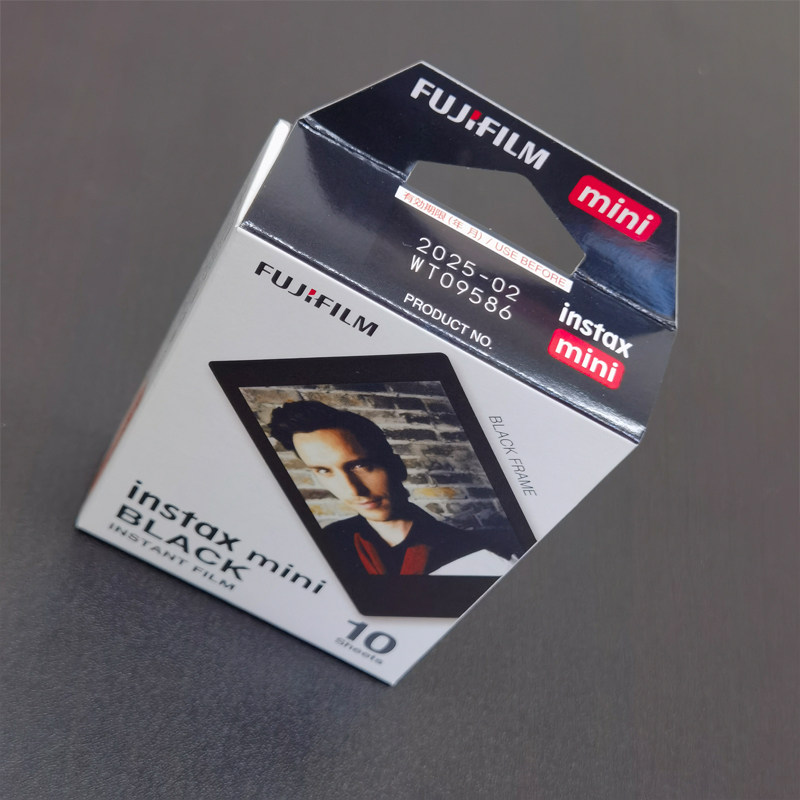 FUJIFILM
mini
有効期限(年 月) / USE BEFORE
2025-02
WT09586
PRODUCT NO.
instax
mini
FUJIFILM
BLACK FRAME
instax mini
BLACK
INSTANT FILM
10
Sheets